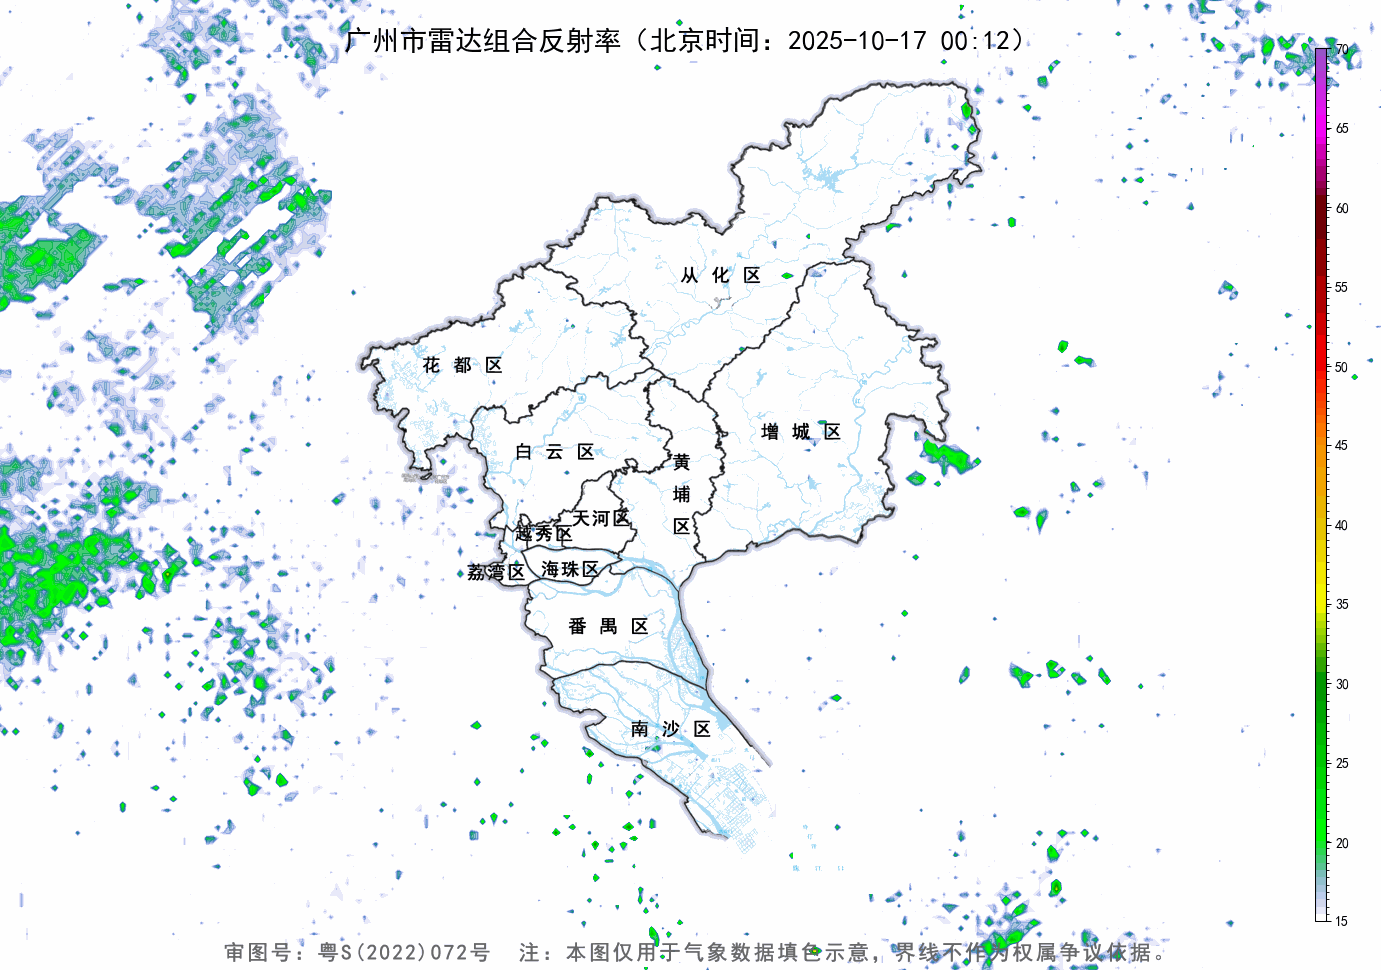 广州市雷达组合反射率（北京时间：2025-10-17 00:12）
70
65
60
55
50
45
40
35
30
25
20
15
从化区
花都区
增城区
白云区
黄埔区
天河区
越秀区
海珠区
荔湾区
番禺区
南沙区
审图号：粤S(2022)072号 注：本图仅用于气象数据填色示意，界线不作为权属争议依据。